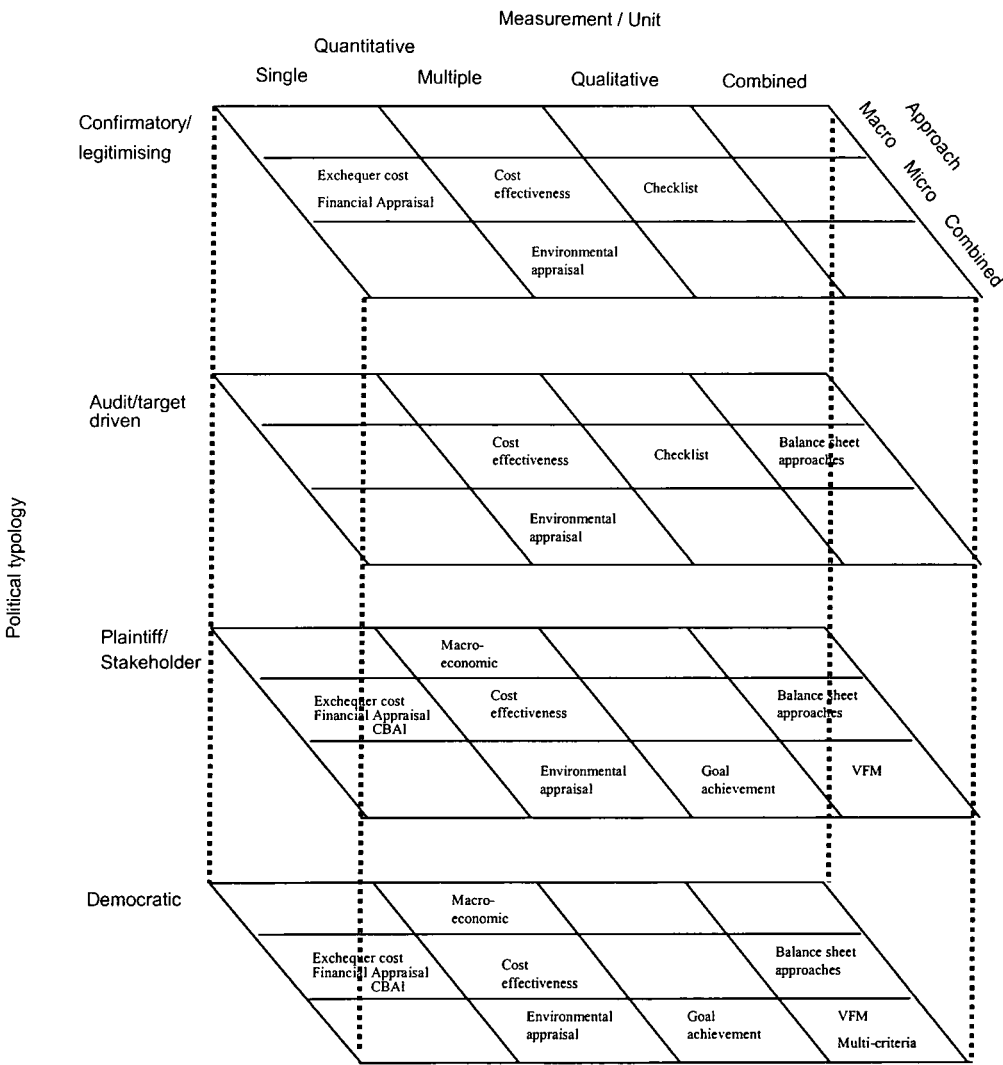 Measurement / Unit
Quantitative
Single
Multiple
Qualitative
Combined
Approach
Macro
Micro
Combined
Political typology
Confirmatory/
legitimising
Exchequer cost
Financial Appraisal
Cost
effectiveness
Checklist
Environmental
appraisal
Audit/target
driven
Cost
effectiveness
Checklist
Balance sheet
approaches
Environmental
appraisal
Plaintiff/
Stakeholder
Macro-
economic
Exchequer cost
Financial Appraisal
CBAI
Cost
effectiveness
Balance sheet
approaches
Environmental
appraisal
Goal
achievement
VFM
Democratic
Macro-
economic
Exchequer cost
Financial Appraisal
CBAI
Cost
effectiveness
Balance sheet
approaches
Environmental
appraisal
Goal
achievement
VFM
Multi-criteria